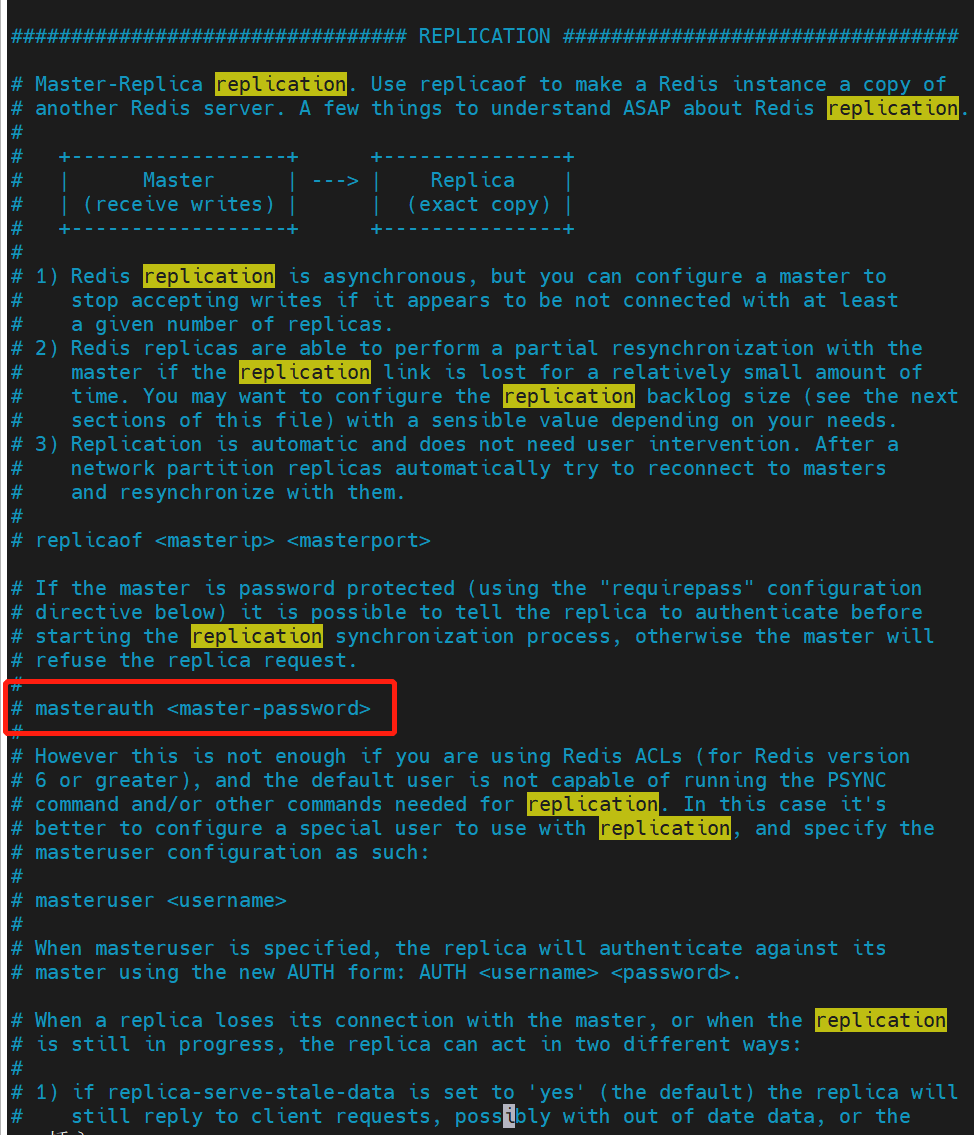 ################################# REPLICATION #################################
# Master-Replica replication. Use replicaof to make a Redis instance a copy of
# another Redis server. A few things to understand ASAP about Redis replication.
#
#   +------------------+      +---------------+
#   |      Master      | ---> |    Replica    |
#   | (receive writes) |      |  (exact copy) |
#   +------------------+      +---------------+
#
# 1) Redis replication is asynchronous, but you can configure a master to
#    stop accepting writes if it appears to be not connected with at least
#    a given number of replicas.
# 2) Redis replicas are able to perform a partial resynchronization with the
#    master if the replication link is lost for a relatively small amount of
#    time. You may want to configure the replication backlog size (see the next
#    sections of this file) with a sensible value depending on your needs.
# 3) Replication is automatic and does not need user intervention. After a
#    network partition replicas automatically try to reconnect to masters
#    and resynchronize with them.
#
# replicaof <masterip> <masterport>
# If the master is password protected (using the "requirepass" configuration
# directive below) it is possible to tell the replica to authenticate before
# starting the replication synchronization process, otherwise the master will
# refuse the replica request.
#
# masterauth <master-password>
#
# However this is not enough if you are using Redis ACLs (for Redis version
# 6 or greater), and the default user is not capable of running the PSYNC
# command and/or other commands needed for replication. In this case it's
# better to configure a special user to use with replication, and specify the
# masteruser configuration as such:
#
# masteruser <username>
#
# When masteruser is specified, the replica will authenticate against its
# master using the new AUTH form: AUTH <username> <password>.
# When a replica loses its connection with the master, or when the replication
# is still in progress, the replica can act in two different ways:
#
# 1) if replica-serve-stale-data is set to 'yes' (the default) the replica will
#    still reply to client requests, possibly with out of date data, or the